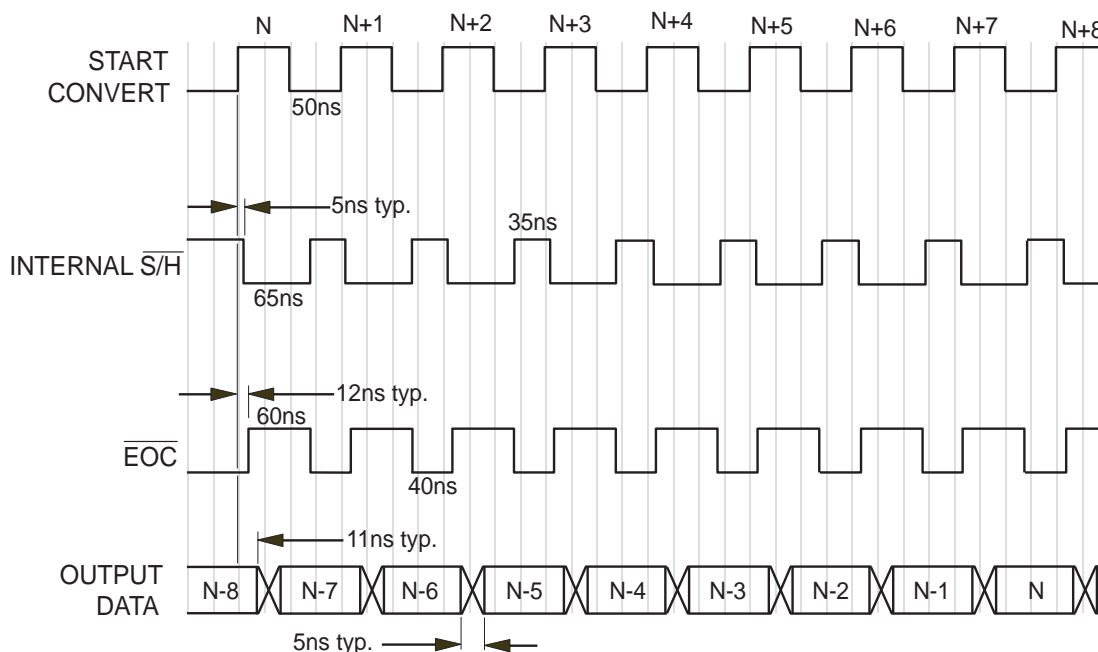 N N+1 N+2 N+3 N+4 N+5 N+6 N+7 N+8
START
CONVERT
50ns
5ns typ.
35ns
INTERNAL S/H
65ns
12ns typ.
60ns
EOC
40ns
11ns typ.
OUTPUT
DATA
N-8 N-7 N-6 N-5 N-4 N-3 N-2 N-1 N
5ns typ.